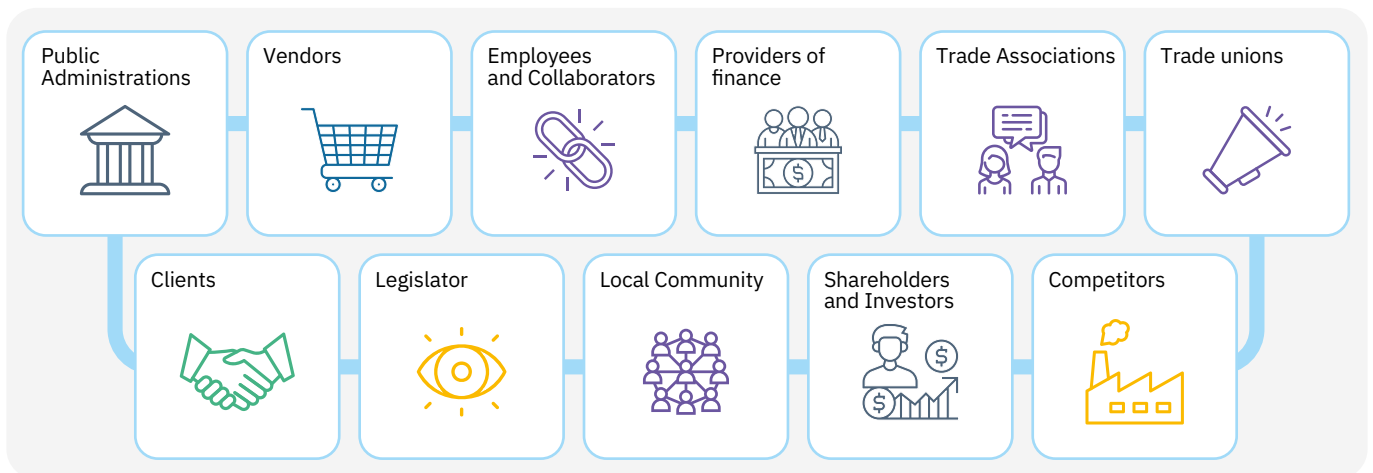 Public
Administrations
Vendors
Employees
and Collaborators
Providers of
finance
Trade Associations
Trade unions
$
Clients
Legislator
Local Community
Shareholders
and Investors
$
$
Competitors